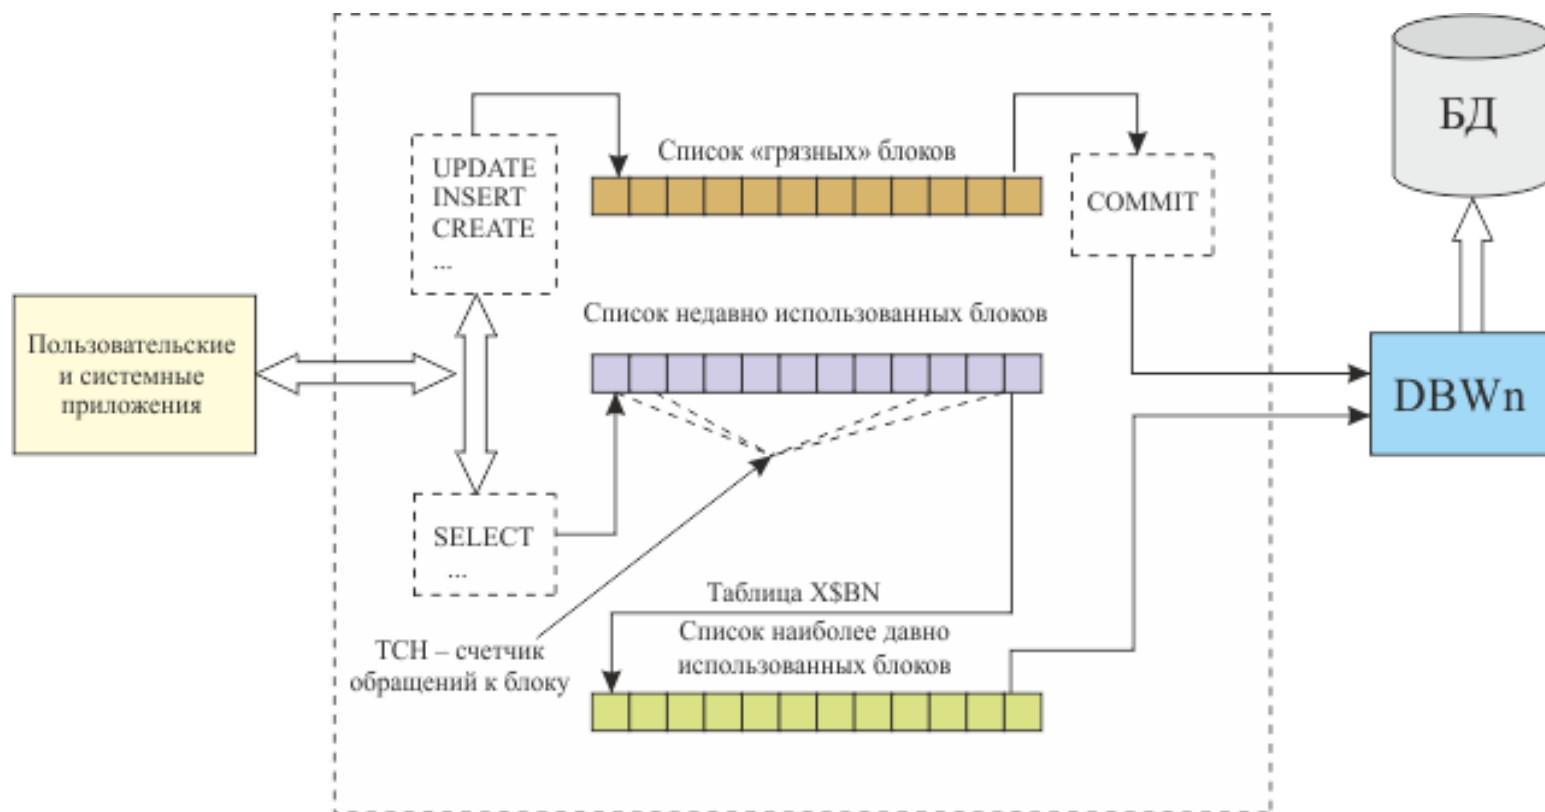 БД
UPDATE
INSERT
CREATE
...
Список «грязных» блоков
COMMIT
Список недавно использованных блоков
Пользовательские
и системные
приложения
DBWn
SELECT
...
Таблица X$BN
ТСН – счетчик
обращений к блоку
Список наиболее давно
использованных блоков